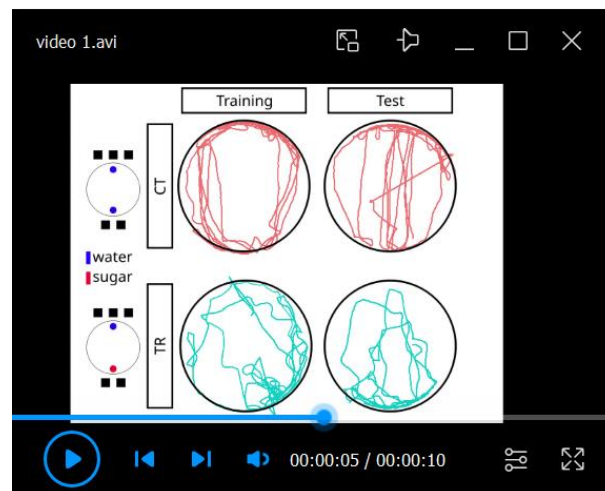 video 1.avi
Training
Test
CT
water
sugar
TR
00:00:05 / 00:00:10